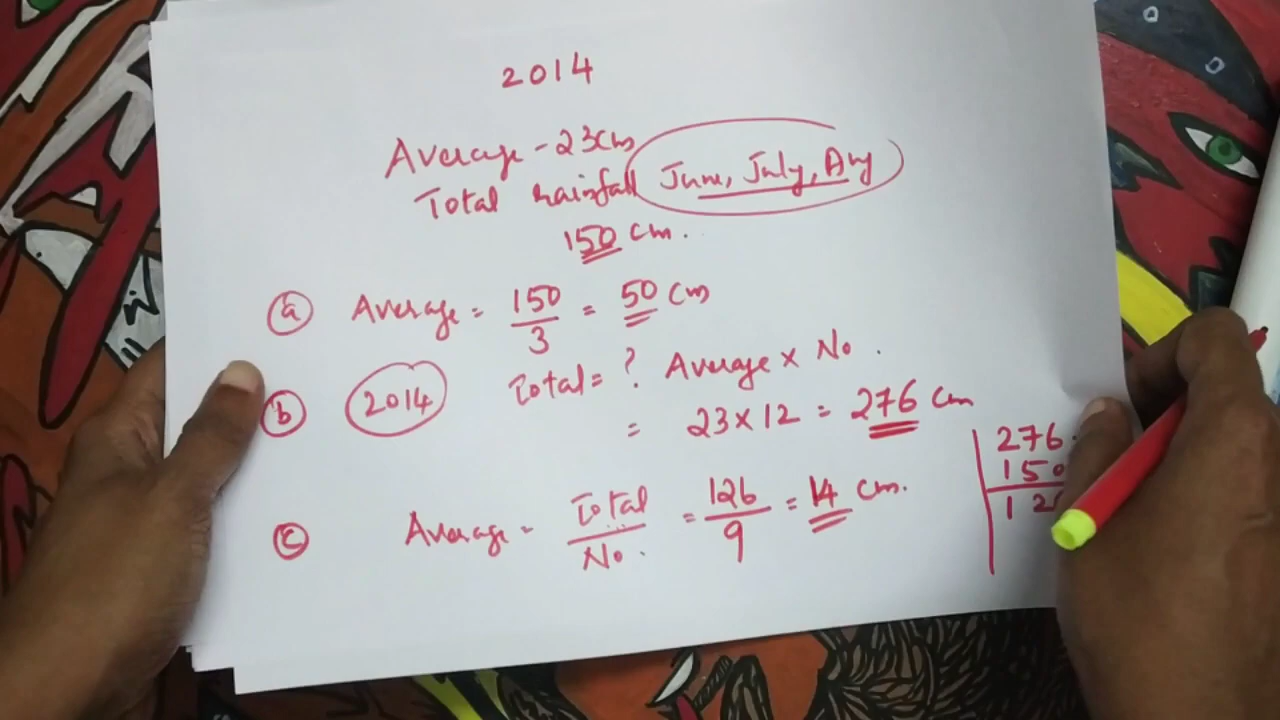 2014
Average - 23cm
Total rainfall June, July, Aug
150 cm.
a Average = 150/3 = 50 cm
b 2014 Total = ? Average x No.
= 23 x 12 = 276 cm
276
150
12
c Average = Total/No. = 126/9 = 14 cm.